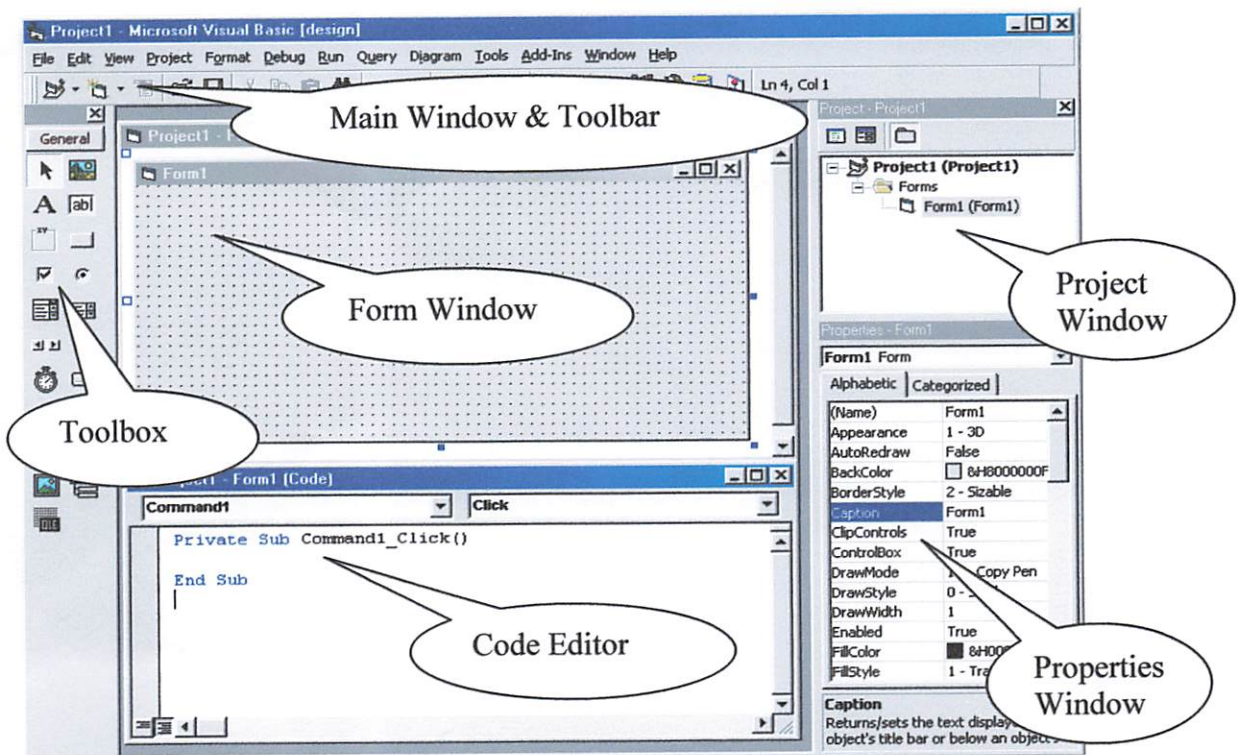 Project1 - Microsoft Visual Basic [design]
File Edit View Project Format Debug Run Query Diagram Tools Add-Ins Window Help
Ln 4, Col 1
Main Window & Toolbar
General
Project1 -
Form1
Form Window
Toolbox
Project - Project1
Project1 (Project1)
Forms
Form1 (Form1)
Project
Window
Properties - Form1
Form1 Form
Alphabetic Categorized
(Name) Form1
Appearance 1 - 3D
AutoRedraw False
BackColor &H8000000F
BorderStyle 2 - Sizable
Caption Form1
ClipControls True
ControlBox True
DrawMode Copy Pen
DrawStyle 0 -
DrawWidth 1
Enabled True
FillColor
FillStyle 1 -
Properties
Window
Caption
Returns/sets the text
object's title bar or below an
- Form1 (Code)
Command1 Click
Private Sub Command1_Click()
End Sub
Code Editor